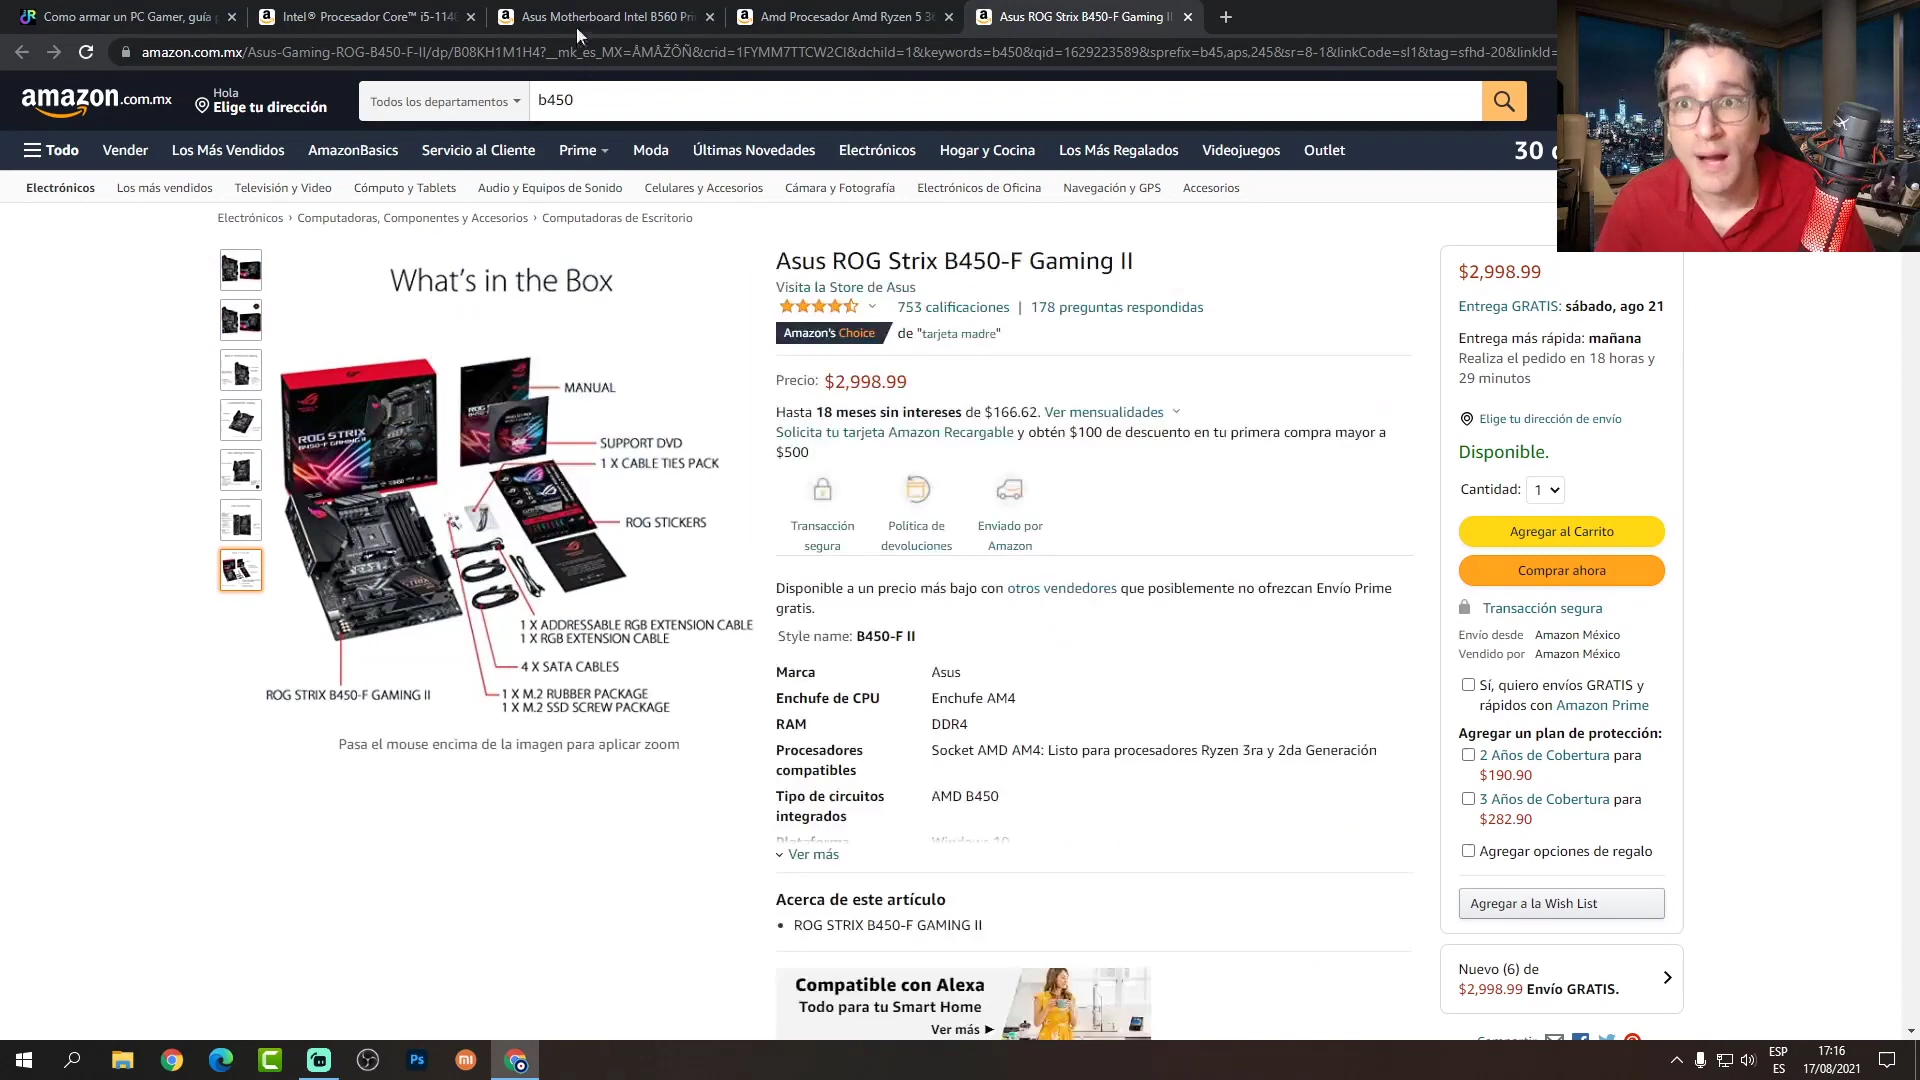 Como armar un PC Gamer, guía
Intel® Procesador Core™ i5-114
Asus Motherboard Intel B560 Pri
Amd Procesador Amd Ryzen 5 36
Asus ROG Strix B450-F Gaming II
amazon.com.mx/Asus-Gaming-ROG-B450-F-II/dp/B08KH1M1H4?__mk_es_MX=ÅMÅŽÕÑ&crid=1FYMM7TTCW2CI&dchild=1&keywords=b450&qid=1629223589&sprefix=b45,aps,245&sr=8-1&linkCode=sl1&tag=sfhd-20&linkId=
amazon.com.mx
Hola
Elige tu dirección
Todos los departamentos
b450
Todo
Vender
Los Más Vendidos
AmazonBasics
Servicio al Cliente
Prime
Moda
Últimas Novedades
Electrónicos
Hogar y Cocina
Los Más Regalados
Videojuegos
Outlet
30
Electrónicos
Los más vendidos
Televisión y Video
Cómputo y Tablets
Audio y Equipos de Sonido
Celulares y Accesorios
Cámara y Fotografía
Electrónicos de Oficina
Navegación y GPS
Accesorios
Electrónicos › Computadoras, Componentes y Accesorios › Computadoras de Escritorio
What's in the Box
MANUAL
SUPPORT DVD
1 X CABLE TIES PACK
ROG STICKERS
1 X ADDRESSABLE RGB EXTENSION CABLE
1 X RGB EXTENSION CABLE
4 X SATA CABLES
1 X M.2 RUBBER PACKAGE
1 X M.2 SSD SCREW PACKAGE
ROG STRIX B450-F GAMING II
ROG STRIX
Pasa el mouse encima de la imagen para aplicar zoom
Asus ROG Strix B450-F Gaming II
Visita la Store de Asus
753 calificaciones | 178 preguntas respondidas
Amazon's Choice de "tarjeta madre"
Precio: $2,998.99
Hasta 18 meses sin intereses de $166.62. Ver mensualidades
Solicita tu tarjeta Amazon Recargable y obtén $100 de descuento en tu primera compra mayor a
$500
Transacción
segura
Política de
devoluciones
Enviado por
Amazon
Disponible a un precio más bajo con otros vendedores que posiblemente no ofrezcan Envío Prime
gratis.
Style name: B450-F II
Marca Asus
Enchufe de CPU Enchufe AM4
RAM DDR4
Procesadores
compatibles
Socket AMD AM4: Listo para procesadores Ryzen 3ra y 2da Generación
Tipo de circuitos
integrados
AMD B450
Plataforma Windows 10
Ver más
Acerca de este artículo
• ROG STRIX B450-F GAMING II
Compatible con Alexa
Todo para tu Smart Home
Ver más ▶
$2,998.99
Entrega GRATIS: sábado, ago 21
Entrega más rápida: mañana
Realiza el pedido en 18 horas y
29 minutos
Elige tu dirección de envío
Disponible.
Cantidad: 1
Agregar al Carrito
Comprar ahora
Transacción segura
Envío desde Amazon México
Vendido por Amazon México
Sí, quiero envíos GRATIS y
rápidos con Amazon Prime
Agregar un plan de protección:
2 Años de Cobertura para
$190.90
3 Años de Cobertura para
$282.90
Agregar opciones de regalo
Agregar a la Wish List
Nuevo (6) de
$2,998.99 Envío GRATIS.
Compartir
Ps
mi
ESP
ES
17:16
17/08/2021